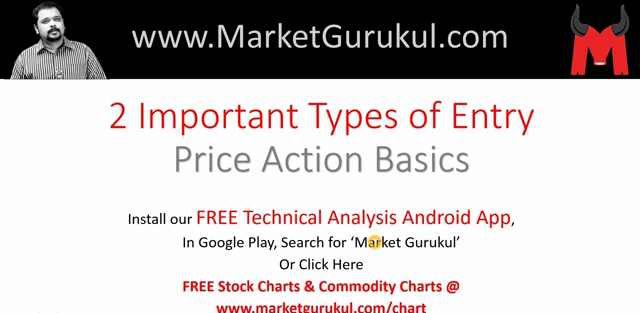 www.MarketGurukul.com
2 Important Types of Entry
Price Action Basics
Install our FREE Technical Analysis Android App,
In Google Play, Search for ‘Market Gurukul’
Or Click Here
FREE Stock Charts & Commodity Charts @
www.marketgurukul.com/chart